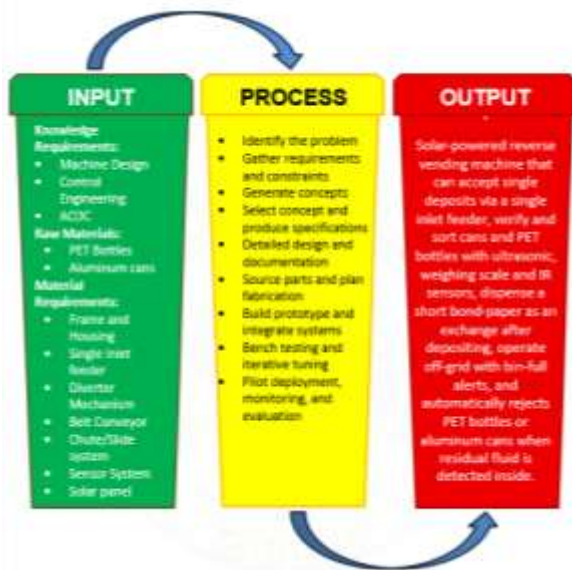 INPUT
Knowledge
Requirements:
• Machine Design
• Control
Engineering
• ACDC
Raw Materials:
• PET Bottles
• Aluminum cans
Material
Requirements:
• Frame and
Housing
• Single inlet
feeder
• Diverter
Mechanism
• Belt Conveyor
• Chute/Slide
system
• Sensor System
• Solar panel
PROCESS
• Identify the problem
• Gather requirements
and constraints
• Generate concepts
• Select concept and
produce specifications
• Detailed design and
documentation
• Source parts and plan
fabrication
• Build prototype and
integrate systems
• Bench testing and
iterative tuning
• Pilot deployment,
monitoring, and
evaluation
OUTPUT
Solar-powered reverse
vending machine that
can accept single
deposits via a single
inlet feeder, verify and
sort cans and PET
bottles with ultrasonic,
weighing scale and IR
sensors, dispense a
short bond-paper as an
exchange after
depositing, operate
off-grid with bin-full
alerts, and
automatically rejects
PET bottles or
aluminum cans when
residual fluid is
detected inside.